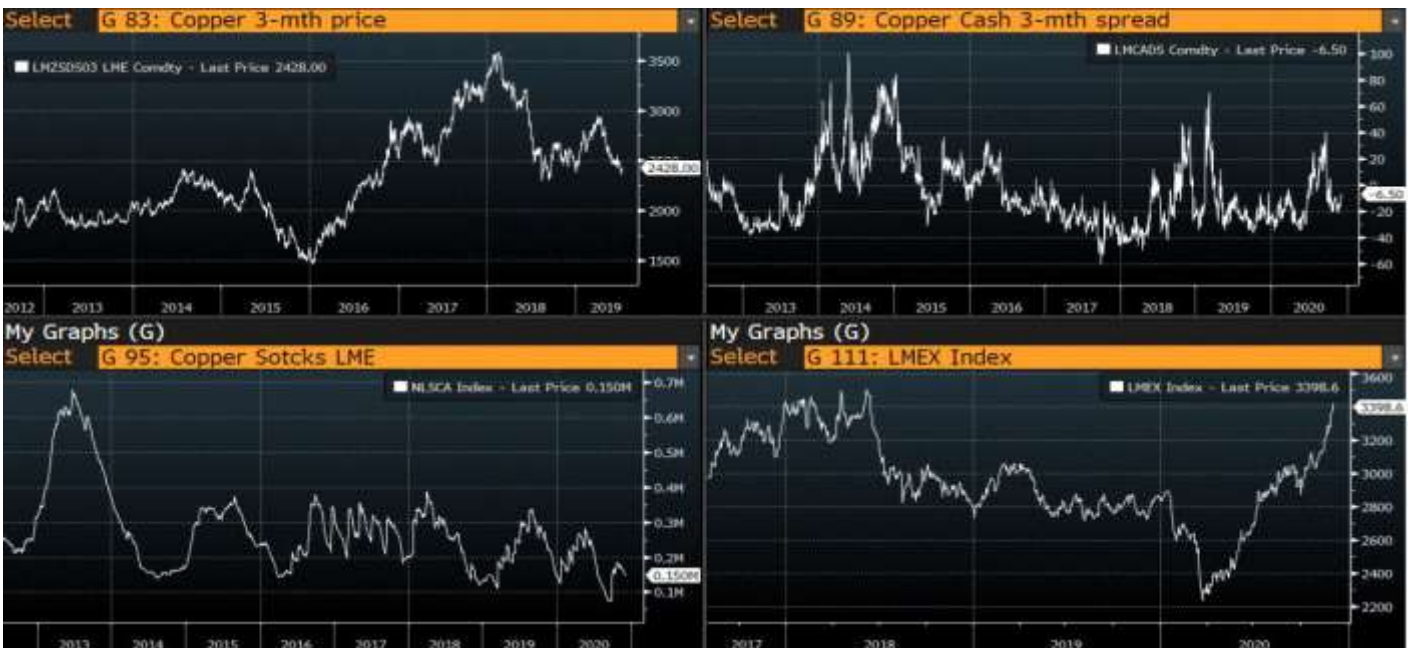 Select G 83: Copper 3-mth price
LMZSDS03 LME Comdty - Last Price 2428.00
3500
3000
2500
2428.00
2000
1500
2012 2013 2014 2015 2016 2017 2018 2019
Select G 89: Copper Cash 3-mth spread
LMCADS Comdty - Last Price -6.50
100
80
60
40
20
0
-6.50
-20
-40
-60
2013 2014 2015 2016 2017 2018 2019 2020
My Graphs (G)
Select G 95: Copper Sotcks LME
NLSCA Index - Last Price 0.150M
0.7M
0.6M
0.5M
0.4M
0.3M
0.2M
0.150M
0.1M
2013 2014 2015 2016 2017 2018 2019 2020
My Graphs (G)
Select G 111: LMEX Index
LMEX Index - Last Price 3398.6
3600
3398.6
3200
3000
2800
2600
2400
2200
2017 2018 2019 2020